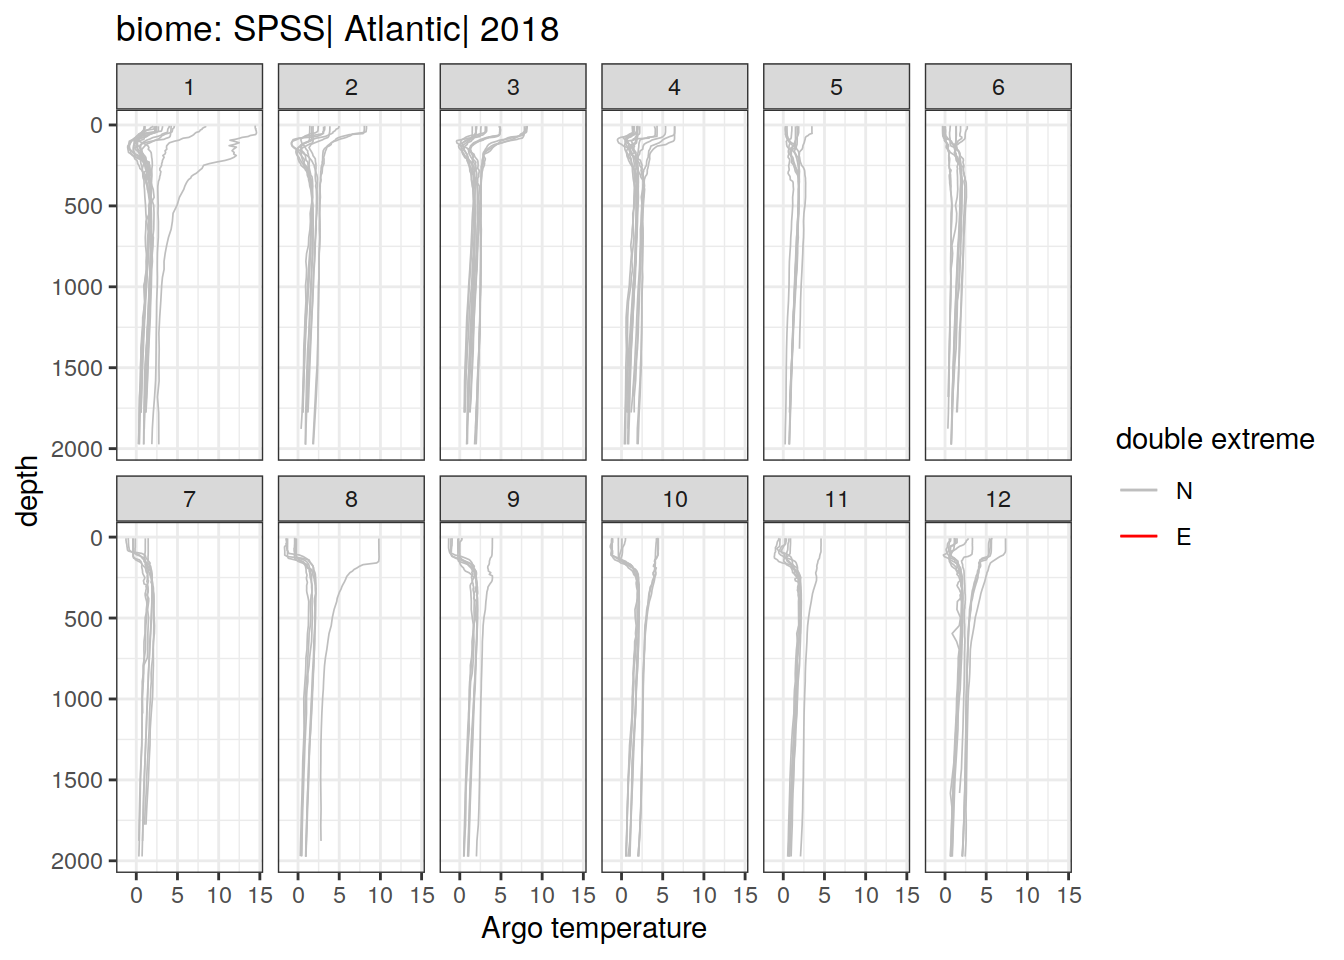 biome: SPSS| Atlantic| 2018
1 2 3 4 5 6
0
500
1000
1500
2000
7 8 9 10 11 12
0
500
1000
1500
2000
0 5 10 15 0 5 10 15 0 5 10 15 0 5 10 15 0 5 10 15 0 5 10 15
Argo temperature
depth
double extreme
N
E